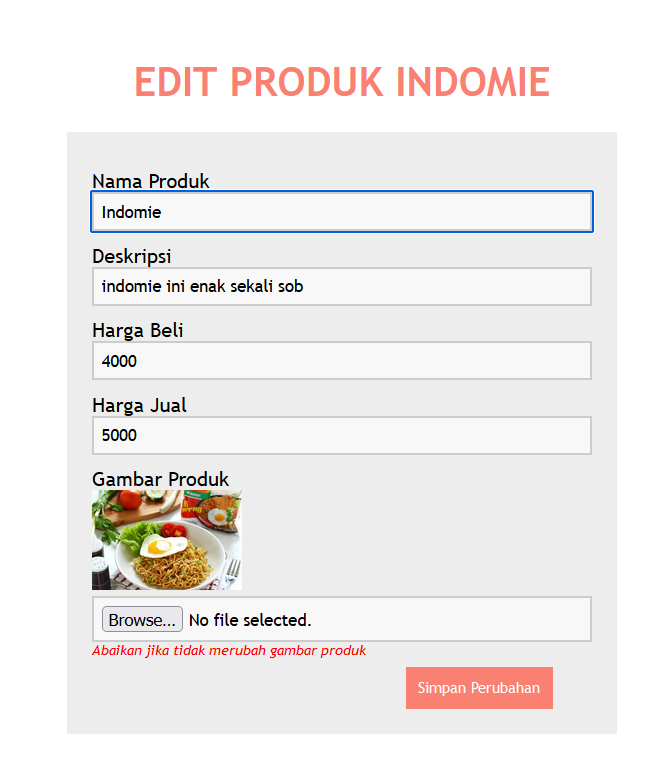 EDIT PRODUK INDOMIE
Nama Produk
Indomie
Deskripsi
indomie ini enak sekali sob
Harga Beli
4000
Harga Jual
5000
Gambar Produk
Browse... No file selected.
Abaikan jika tidak merubah gambar produk
Simpan Perubahan